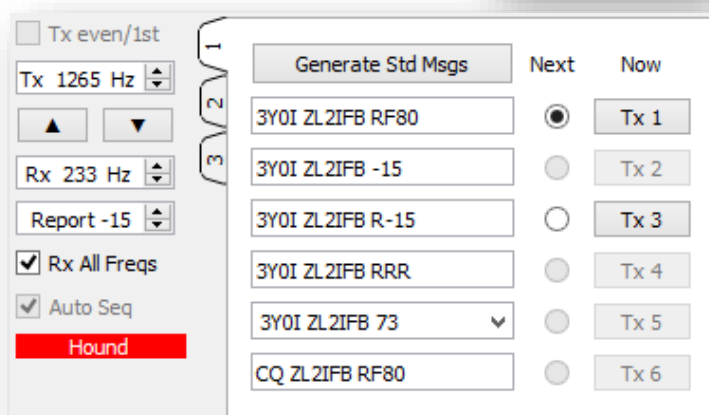 Tx even/1st
Tx 1265 Hz
▲ ▼
Rx 233 Hz
Report -15
Rx All Freqs
Auto Seq
Hound
1
2
3
Generate Std Msgs Next Now
3Y0I ZL2IFB RF80 Tx 1
3Y0I ZL2IFB -15 Tx 2
3Y0I ZL2IFB R-15 Tx 3
3Y0I ZL2IFB RRR Tx 4
3Y0I ZL2IFB 73 Tx 5
CQ ZL2IFB RF80 Tx 6